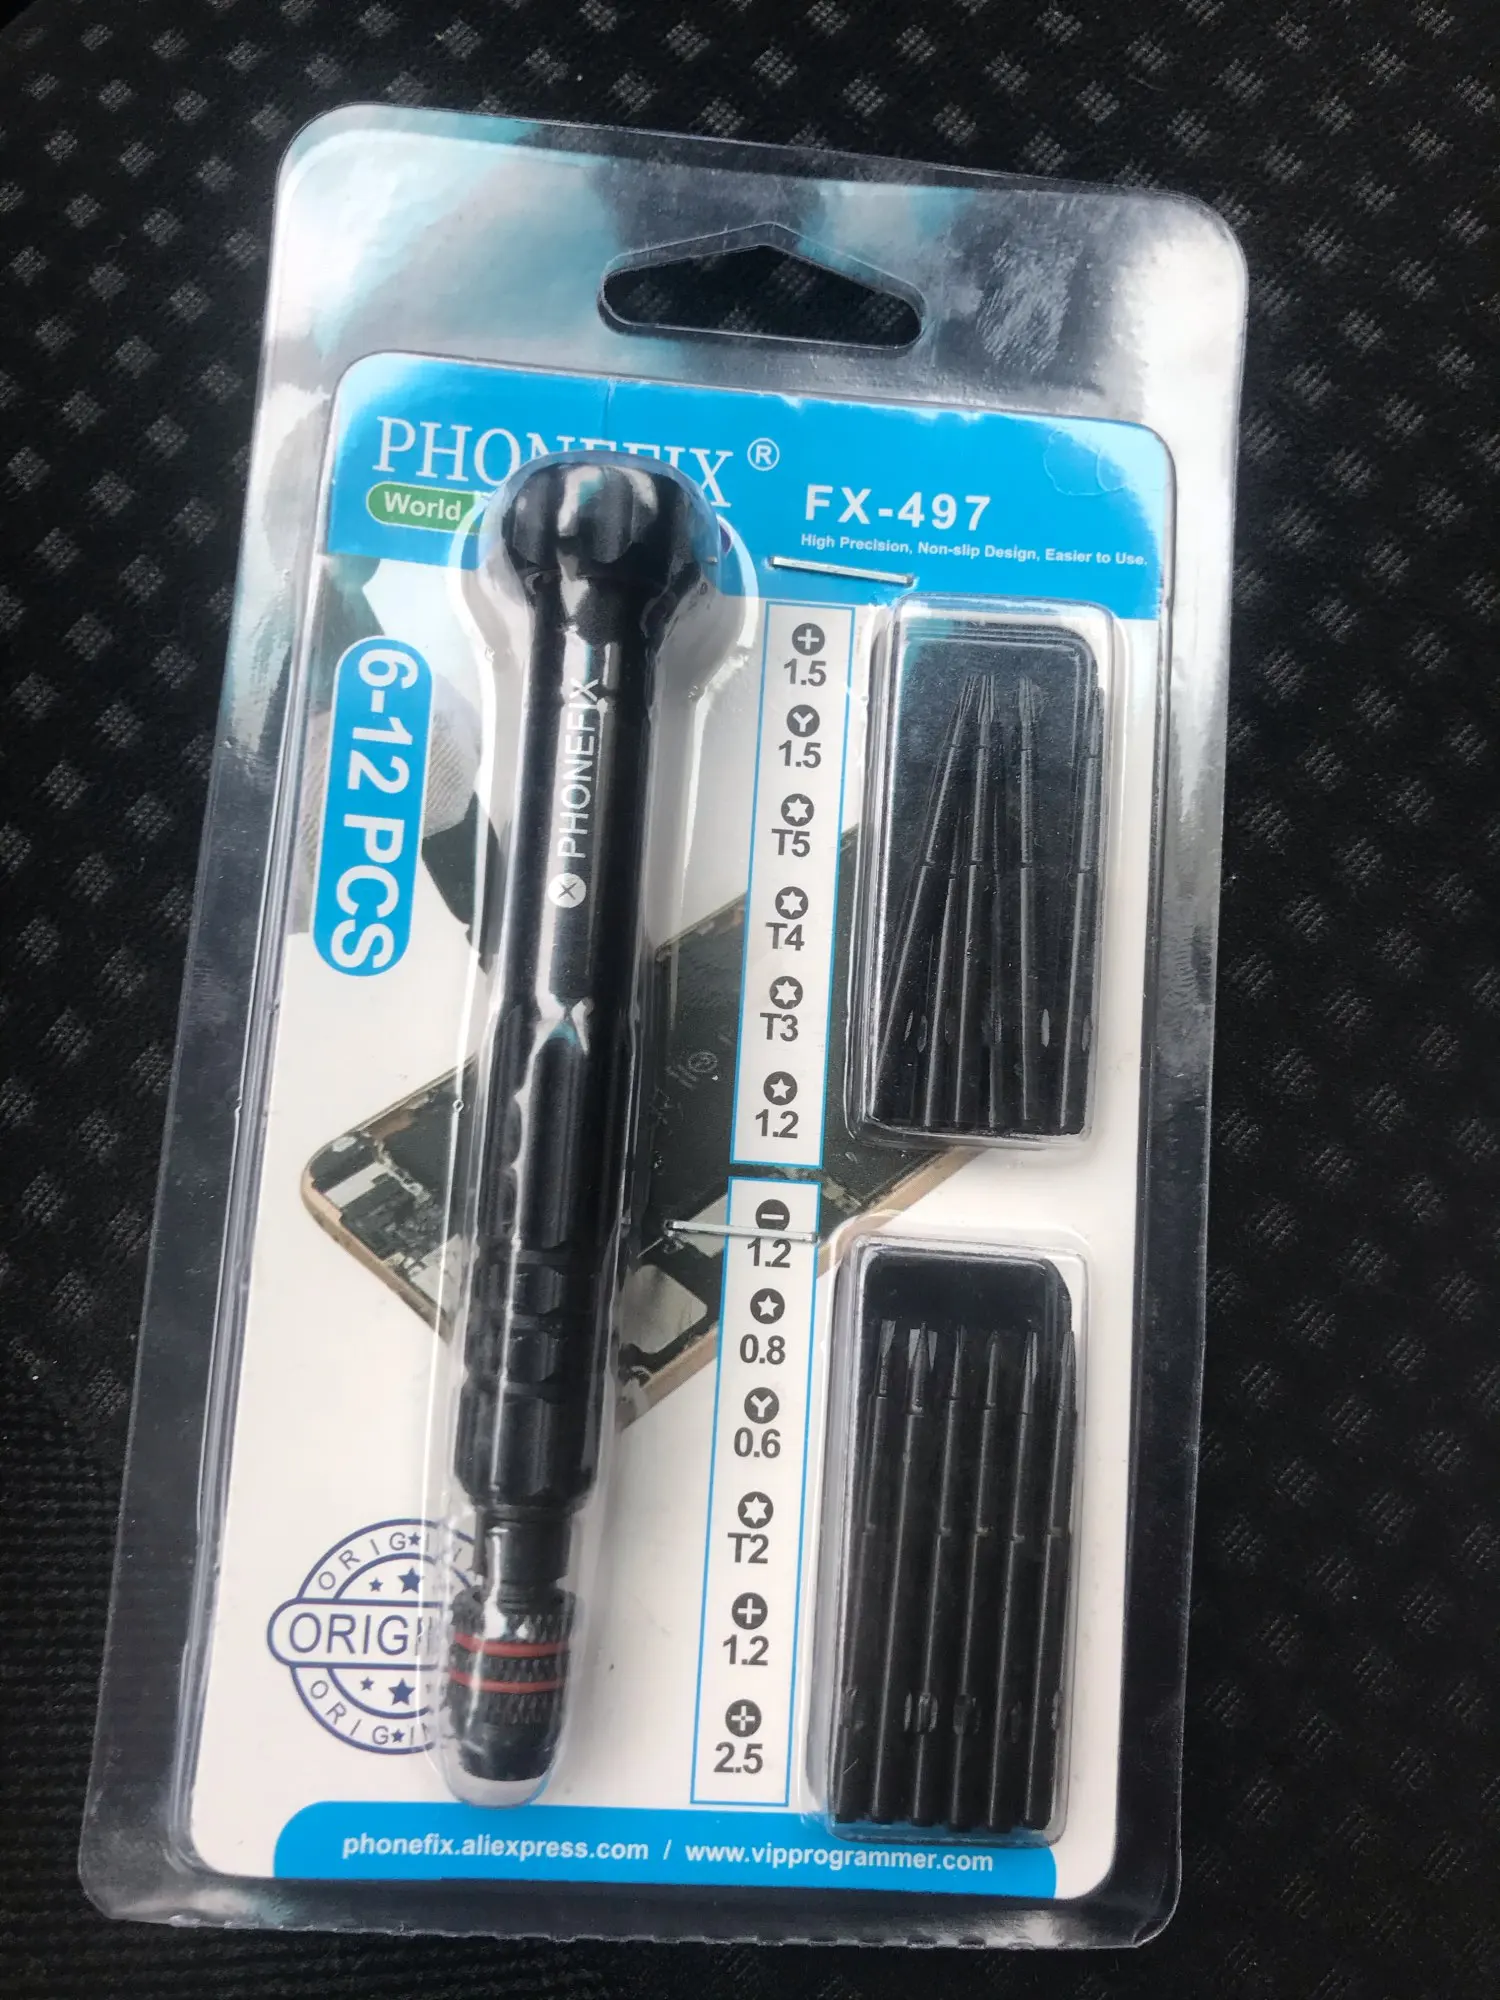 PHONEFIX ®
World
FX-497
High Precision, Non-slip Design, Easier to Use.
6-12 PCS
PHONEFIX
1.5
1.5
T5
T4
T3
1.2
1.2
0.8
0.6
T2
1.2
2.5
phonefix.aliexpress.com / www.vipprogrammer.com